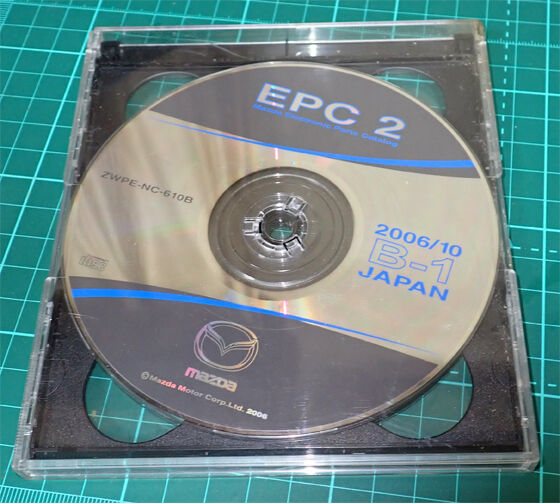 EPC 2
Mazda Electronic Parts Catalog
ZWPE-NC-610B
2006/10
B-1
JAPAN
mazda
©Mazda Motor Corp.Ltd. 2006